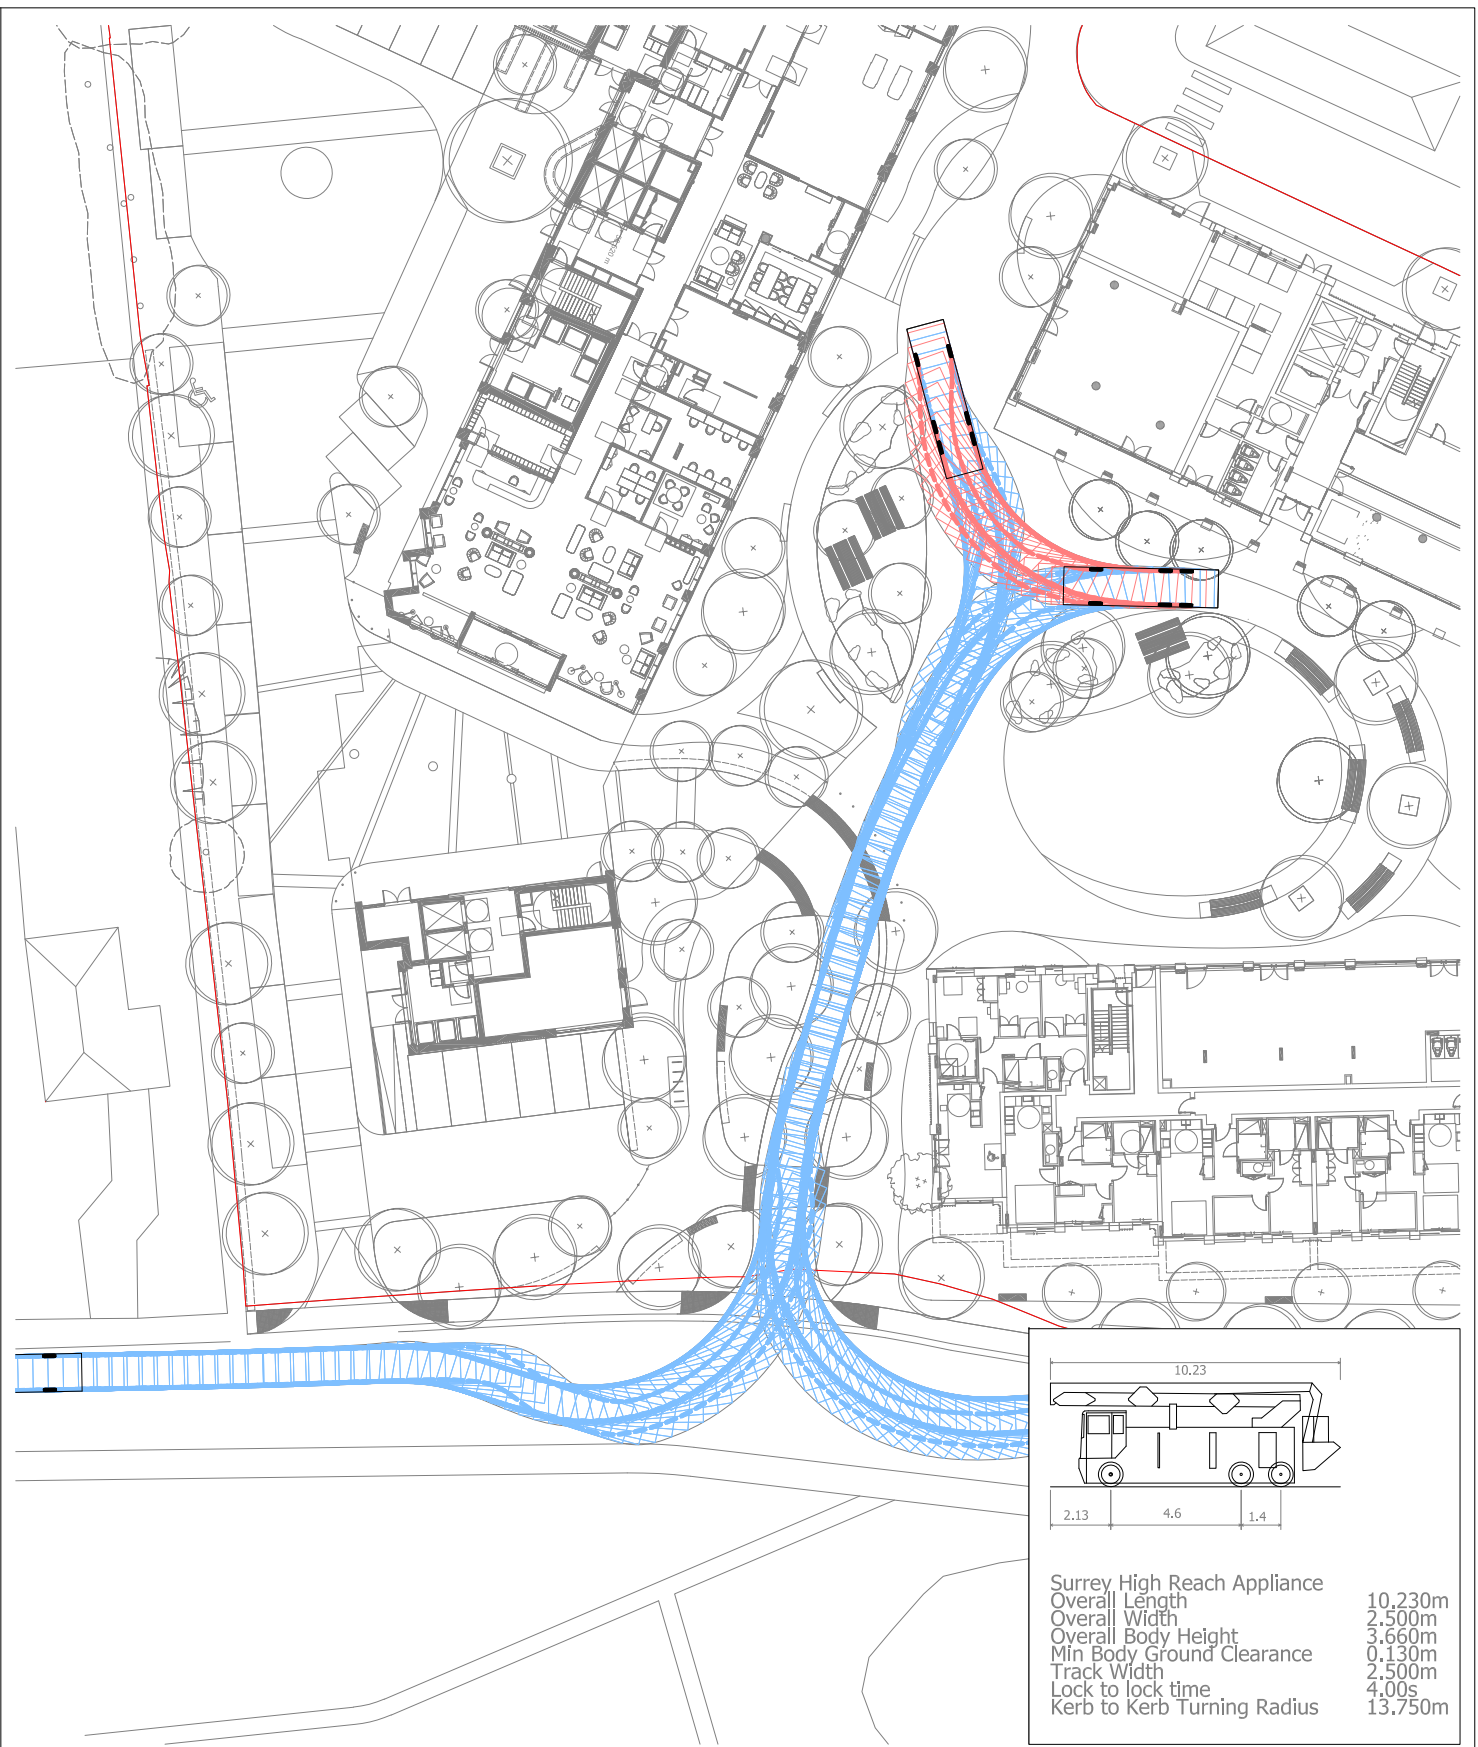 10.23
2.13 4.6 1.4
Surrey High Reach Appliance
Overall Length 10.230m
Overall Width 2.500m
Overall Body Height 3.660m
Min Body Ground Clearance 0.130m
Track Width 2.500m
Lock to lock time 4.00s
Kerb to Kerb Turning Radius 13.750m